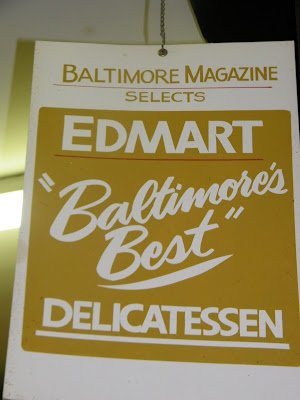 BALTIMORE MAGAZINE
SELECTS
EDMART
"Baltimore's
Best"
DELICATESSEN